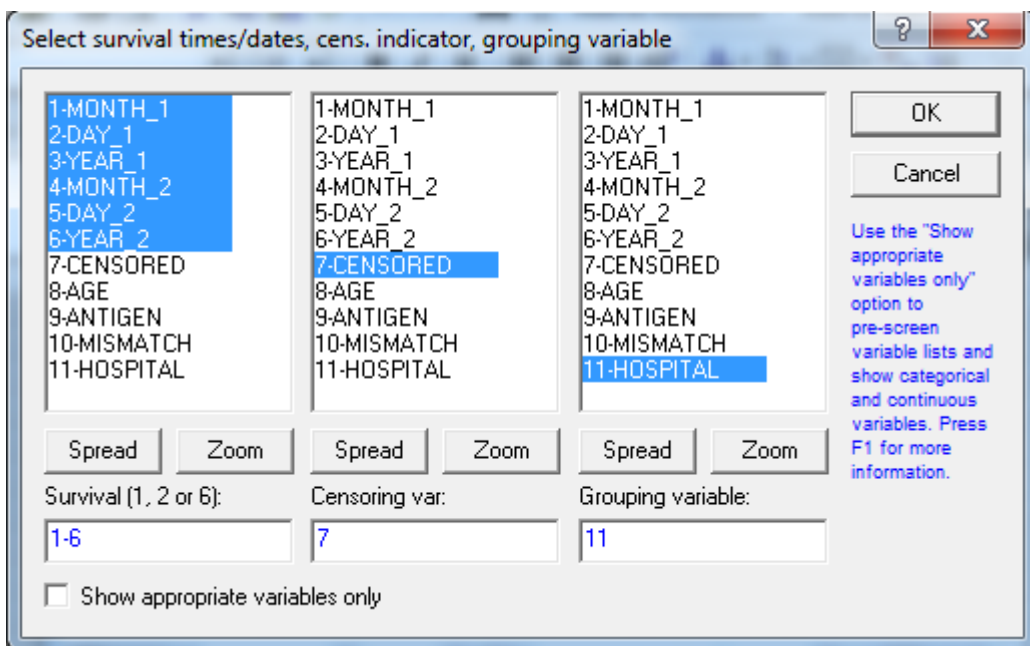 Select survival times/dates, cens. indicator, grouping variable
1-MONTH_1
2-DAY_1
3-YEAR_1
4-MONTH_2
5-DAY_2
6-YEAR_2
7-CENSORED
8-AGE
9-ANTIGEN
10-MISMATCH
11-HOSPITAL
Spread Zoom
Survival (1, 2 or 6):
1-6
1-MONTH_1
2-DAY_1
3-YEAR_1
4-MONTH_2
5-DAY_2
6-YEAR_2
7-CENSORED
8-AGE
9-ANTIGEN
10-MISMATCH
11-HOSPITAL
Spread Zoom
Censoring var:
7
1-MONTH_1
2-DAY_1
3-YEAR_1
4-MONTH_2
5-DAY_2
6-YEAR_2
7-CENSORED
8-AGE
9-ANTIGEN
10-MISMATCH
11-HOSPITAL
Spread Zoom
Grouping variable:
11
OK
Cancel
Use the "Show
appropriate
variables only"
option to
pre-screen
variable lists and
show categorical
and continuous
variables. Press
F1 for more
information.
Show appropriate variables only